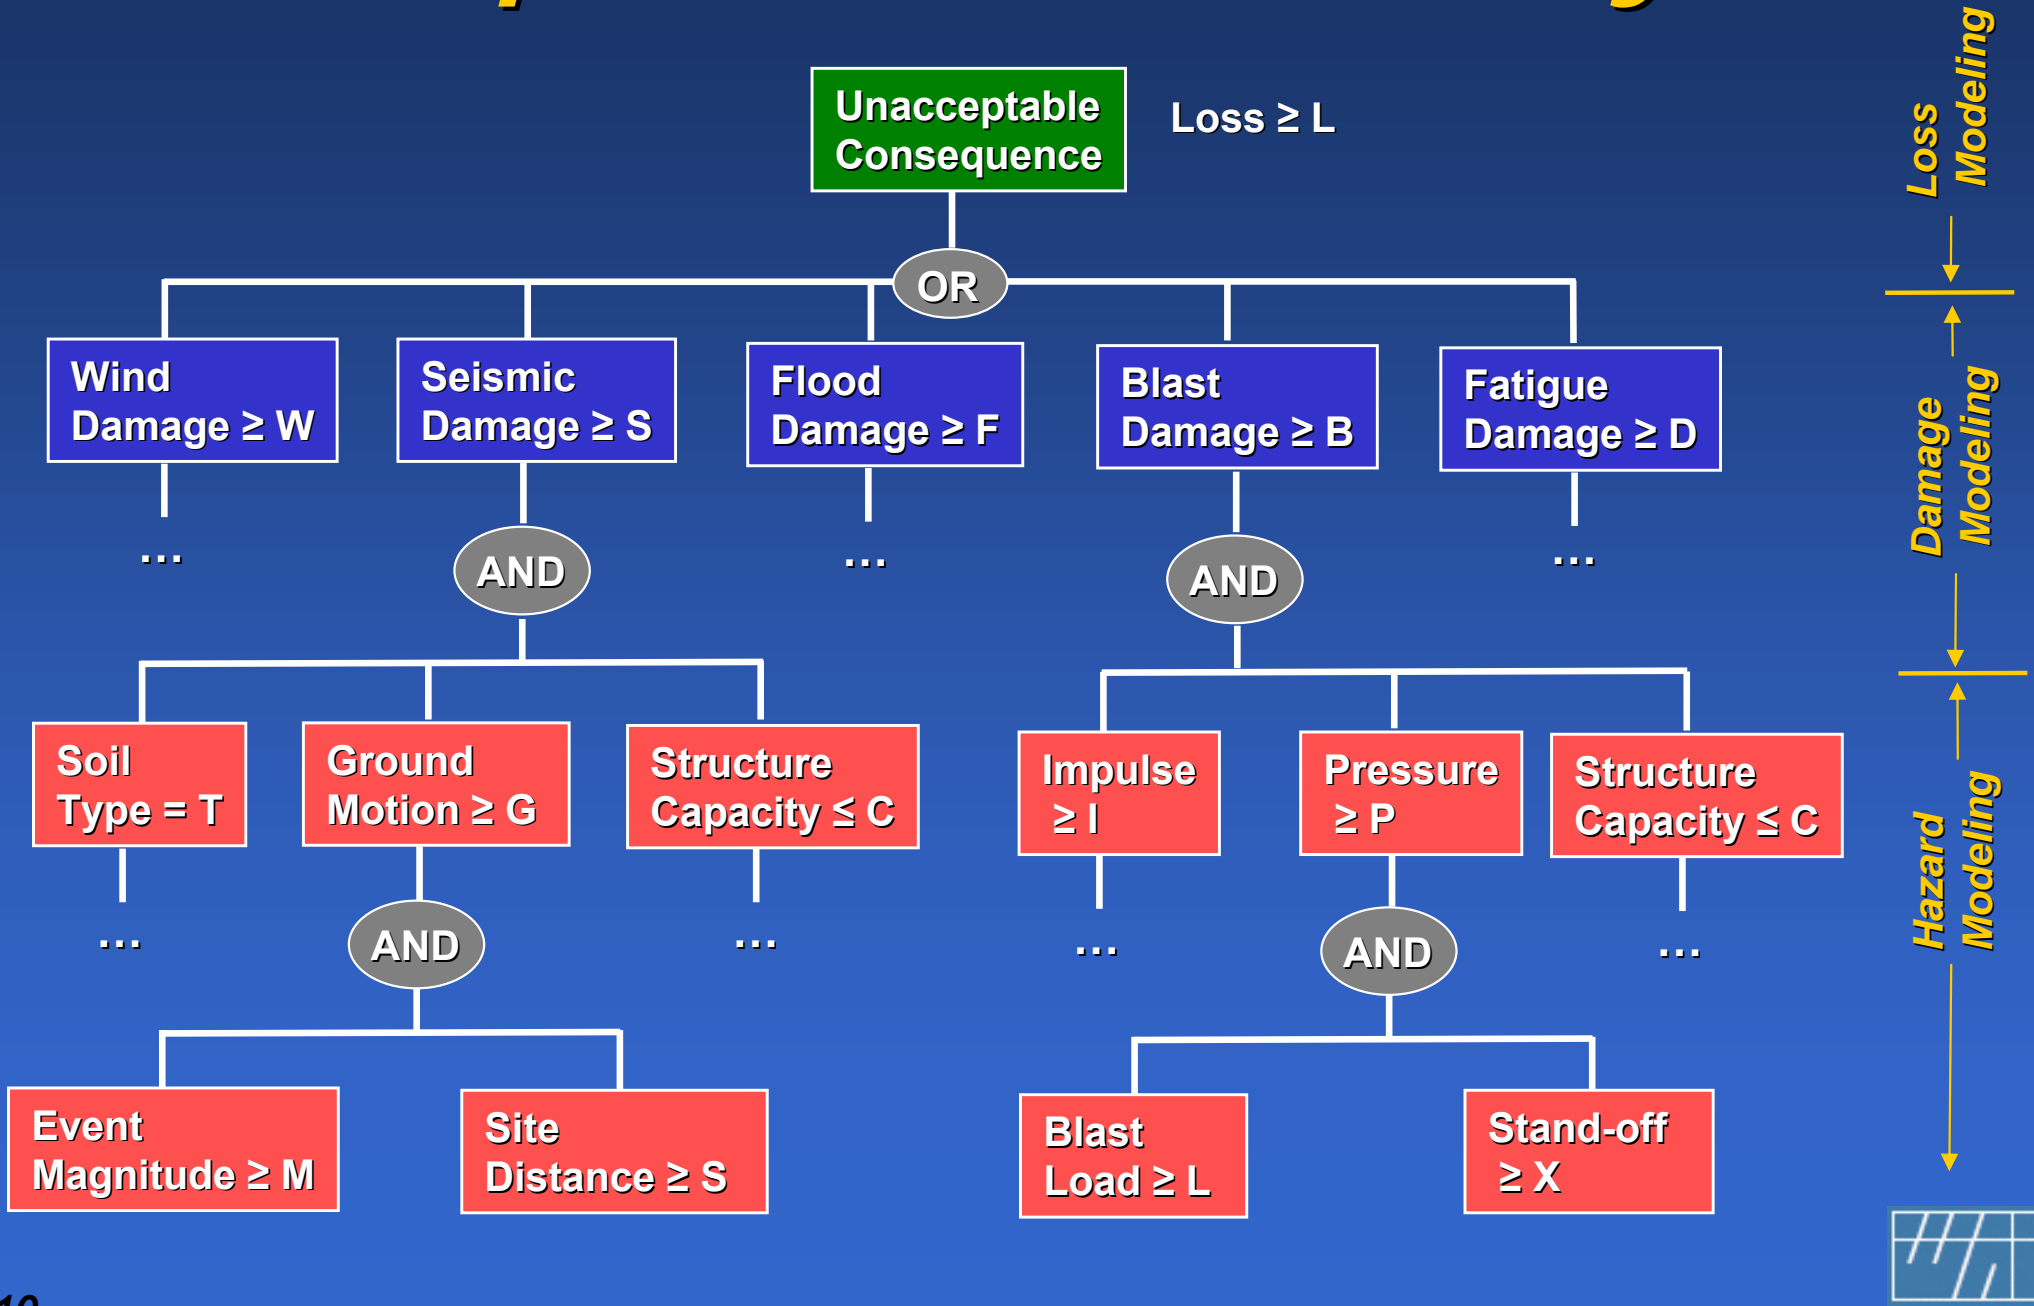 Unacceptable
Consequence
Loss ≥ L
OR
Wind
Damage ≥ W
Seismic
Damage ≥ S
Flood
Damage ≥ F
Blast
Damage ≥ B
Fatigue
Damage ≥ D
…
AND
…
AND
…
Soil
Type = T
Ground
Motion ≥ G
Structure
Capacity ≤ C
Impulse
≥ I
Pressure
≥ P
Structure
Capacity ≤ C
…
AND
…
…
AND
…
Event
Magnitude ≥ M
Site
Distance ≥ S
Blast
Load ≥ L
Stand-off
≥ X
Loss
Modeling
Damage
Modeling
Hazard
Modeling